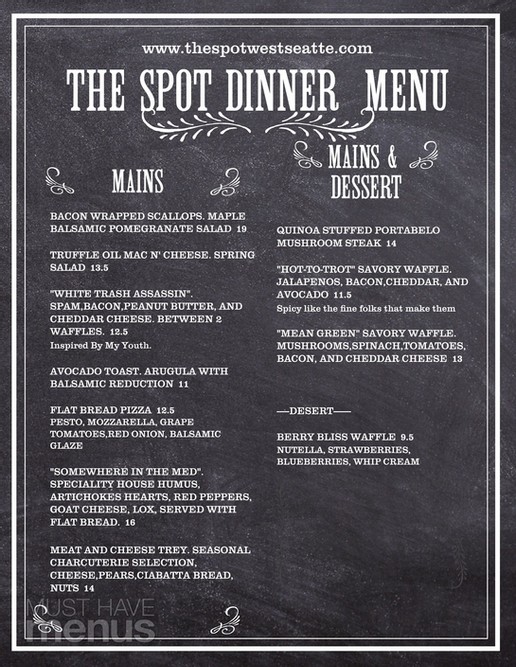 www.thespotwestseatte.com
THE SPOT DINNER MENU
MAINS
BACON WRAPPED SCALLOPS. MAPLE
BALSAMIC POMEGRANATE SALAD 19
TRUFFLE OIL MAC N' CHEESE. SPRING
SALAD 13.5
"WHITE TRASH ASSASSIN".
SPAM,BACON,PEANUT BUTTER, AND
CHEDDAR CHEESE. BETWEEN 2
WAFFLES. 12.5
Inspired By My Youth.
AVOCADO TOAST. ARUGULA WITH
BALSAMIC REDUCTION 11
FLAT BREAD PIZZA 12.5
PESTO, MOZZARELLA, GRAPE
TOMATOES,RED ONION, BALSAMIC
GLAZE
"SOMEWHERE IN THE MED".
SPECIALITY HOUSE HUMUS,
ARTICHOKES HEARTS, RED PEPPERS,
GOAT CHEESE, LOX, SERVED WITH
FLAT BREAD. 16
MEAT AND CHEESE TREY. SEASONAL
CHARCUTERIE SELECTION,
CHEESE,PEARS,CIABATTA BREAD,
NUTS 14
MAINS &
DESSERT
QUINOA STUFFED PORTABELO
MUSHROOM STEAK 14
"HOT-TO-TROT" SAVORY WAFFLE.
JALAPENOS, BACON,CHEDDAR, AND
AVOCADO 11.5
Spicy like the fine folks that make them
"MEAN GREEN" SAVORY WAFFLE.
MUSHROOMS,SPINACH,TOMATOES,
BACON, AND CHEDDAR CHEESE 13
—DESERT—
BERRY BLISS WAFFLE 9.5
NUTELLA, STRAWBERRIES,
BLUEBERRIES, WHIP CREAM
MUST HAVE
menus